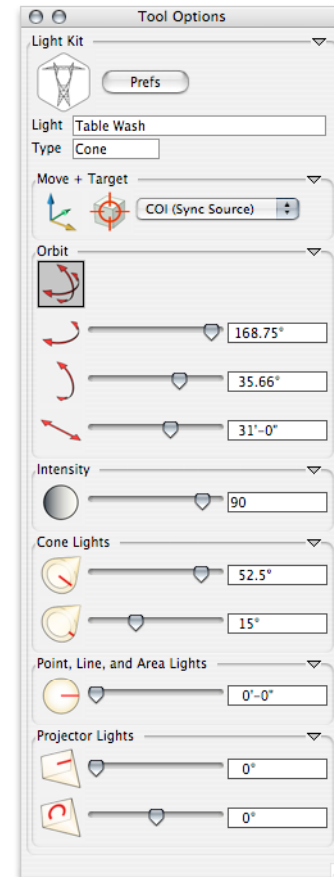 Tool Options
Light Kit
Prefs
Light Table Wash
Type Cone
Move + Target
COI (Sync Source)
Orbit
168.75°
35.66°
31'-0"
Intensity
90
Cone Lights
52.5°
15°
Point, Line, and Area Lights
0'-0"
Projector Lights
0°
0°